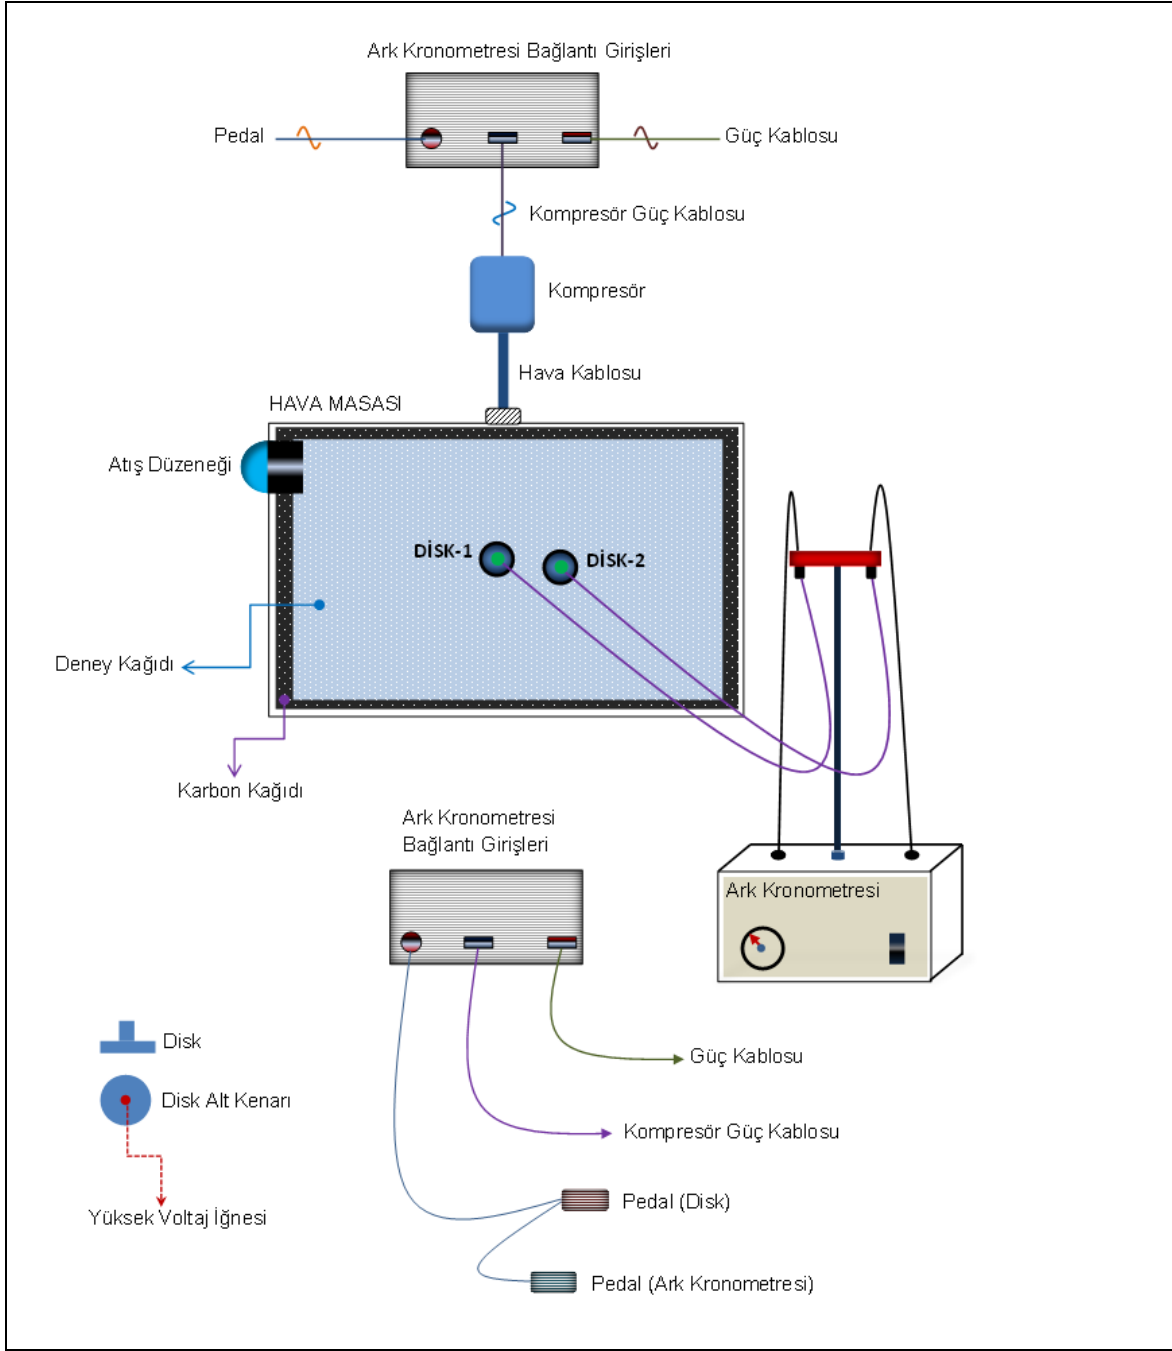 Ark Kronometresi Bağlantı Girişleri
Pedal
Güç Kablosu
Kompresör Güç Kablosu
Kompresör
Hava Kablosu
HAVA MASASI
Atış Düzeneği
DİSK-1
DİSK-2
Deney Kağıdı
Karbon Kağıdı
Ark Kronometresi
Bağlantı Girişleri
Ark Kronometresi
Disk
Güç Kablosu
Disk Alt Kenarı
Kompresör Güç Kablosu
Yüksek Voltaj İğnesi
Pedal (Disk)
Pedal (Ark Kronometresi)